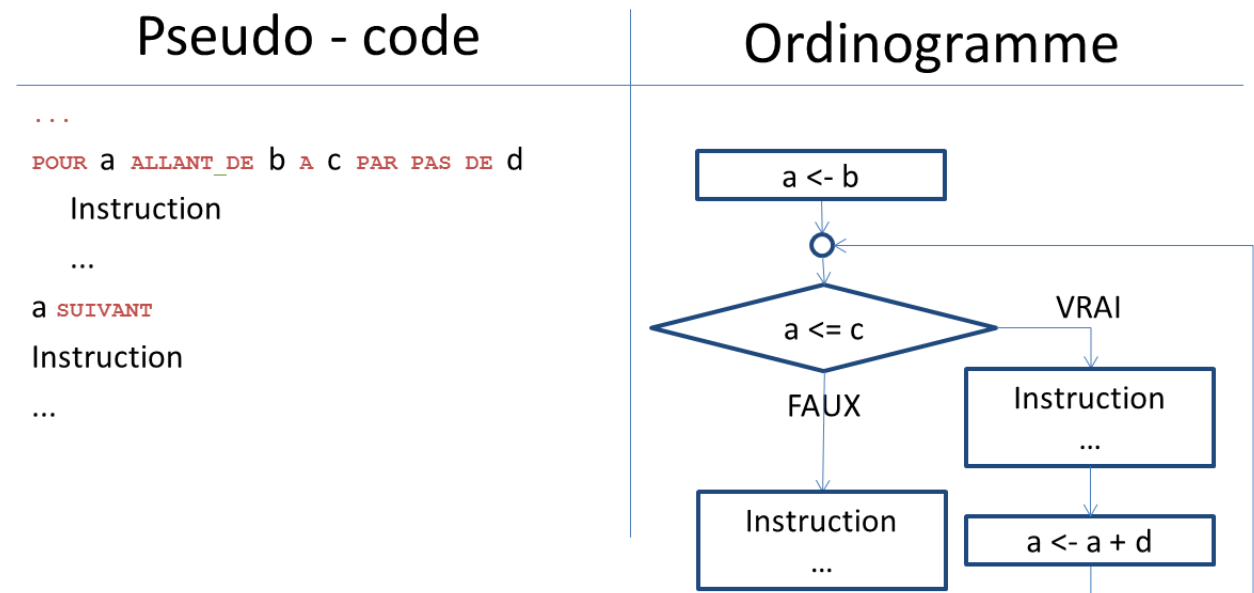 Pseudo - code
Ordinogramme
...
POUR a ALLANT_DE b A c PAR PAS DE d
Instruction
...
a SUIVANT
Instruction
...
a <- b
a <= c
VRAI
FAUX
Instruction
...
a <- a + d
Instruction
...